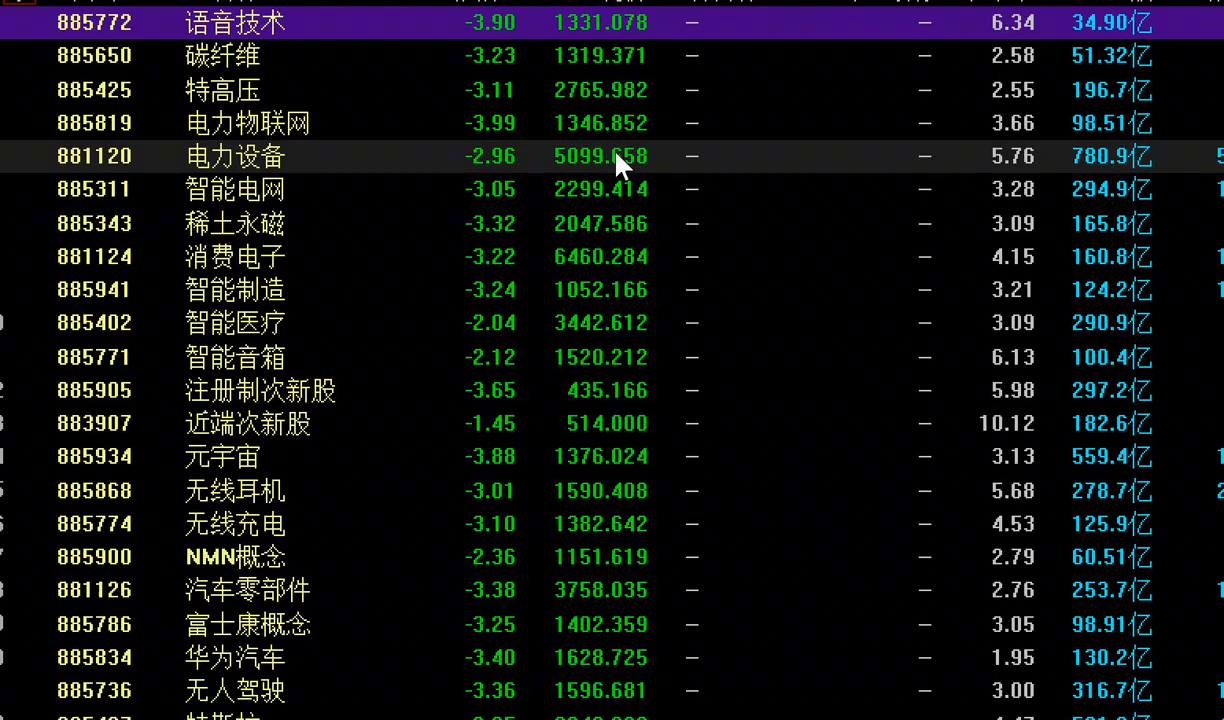 885772 语音技术 -3.90 1331.078 — — 6.34 34.90亿
885650 碳纤维 -3.23 1319.371 — — 2.58 51.32亿
885425 特高压 -3.11 2765.982 — — 2.55 196.7亿
885819 电力物联网 -3.99 1346.852 — — 3.66 98.51亿
881120 电力设备 -2.96 5099.658 — — 5.76 780.9亿
885311 智能电网 -3.05 2299.414 — — 3.28 294.9亿
885343 稀土永磁 -3.32 2047.586 — — 3.09 165.8亿
881124 消费电子 -3.22 6460.284 — — 4.15 160.8亿
885941 智能制造 -3.24 1052.166 — — 3.21 124.2亿
885402 智能医疗 -2.04 3442.612 — — 3.09 290.9亿
885771 智能音箱 -2.12 1520.212 — — 6.13 100.4亿
885905 注册制次新股 -3.65 435.166 — — 5.98 297.2亿
883907 近端次新股 -1.45 514.000 — — 10.12 182.6亿
885934 元宇宙 -3.88 1376.024 — — 3.13 559.4亿
885868 无线耳机 -3.01 1590.408 — — 5.68 278.7亿
885774 无线充电 -3.10 1382.642 — — 4.53 125.9亿
885900 NMN概念 -2.36 1151.619 — — 2.79 60.51亿
881126 汽车零部件 -3.38 3758.035 — — 2.76 253.7亿
885786 富士康概念 -3.25 1402.359 — — 3.05 98.91亿
885834 华为汽车 -3.40 1628.725 — — 1.95 130.2亿
885736 无人驾驶 -3.36 1596.681 — — 3.00 316.7亿